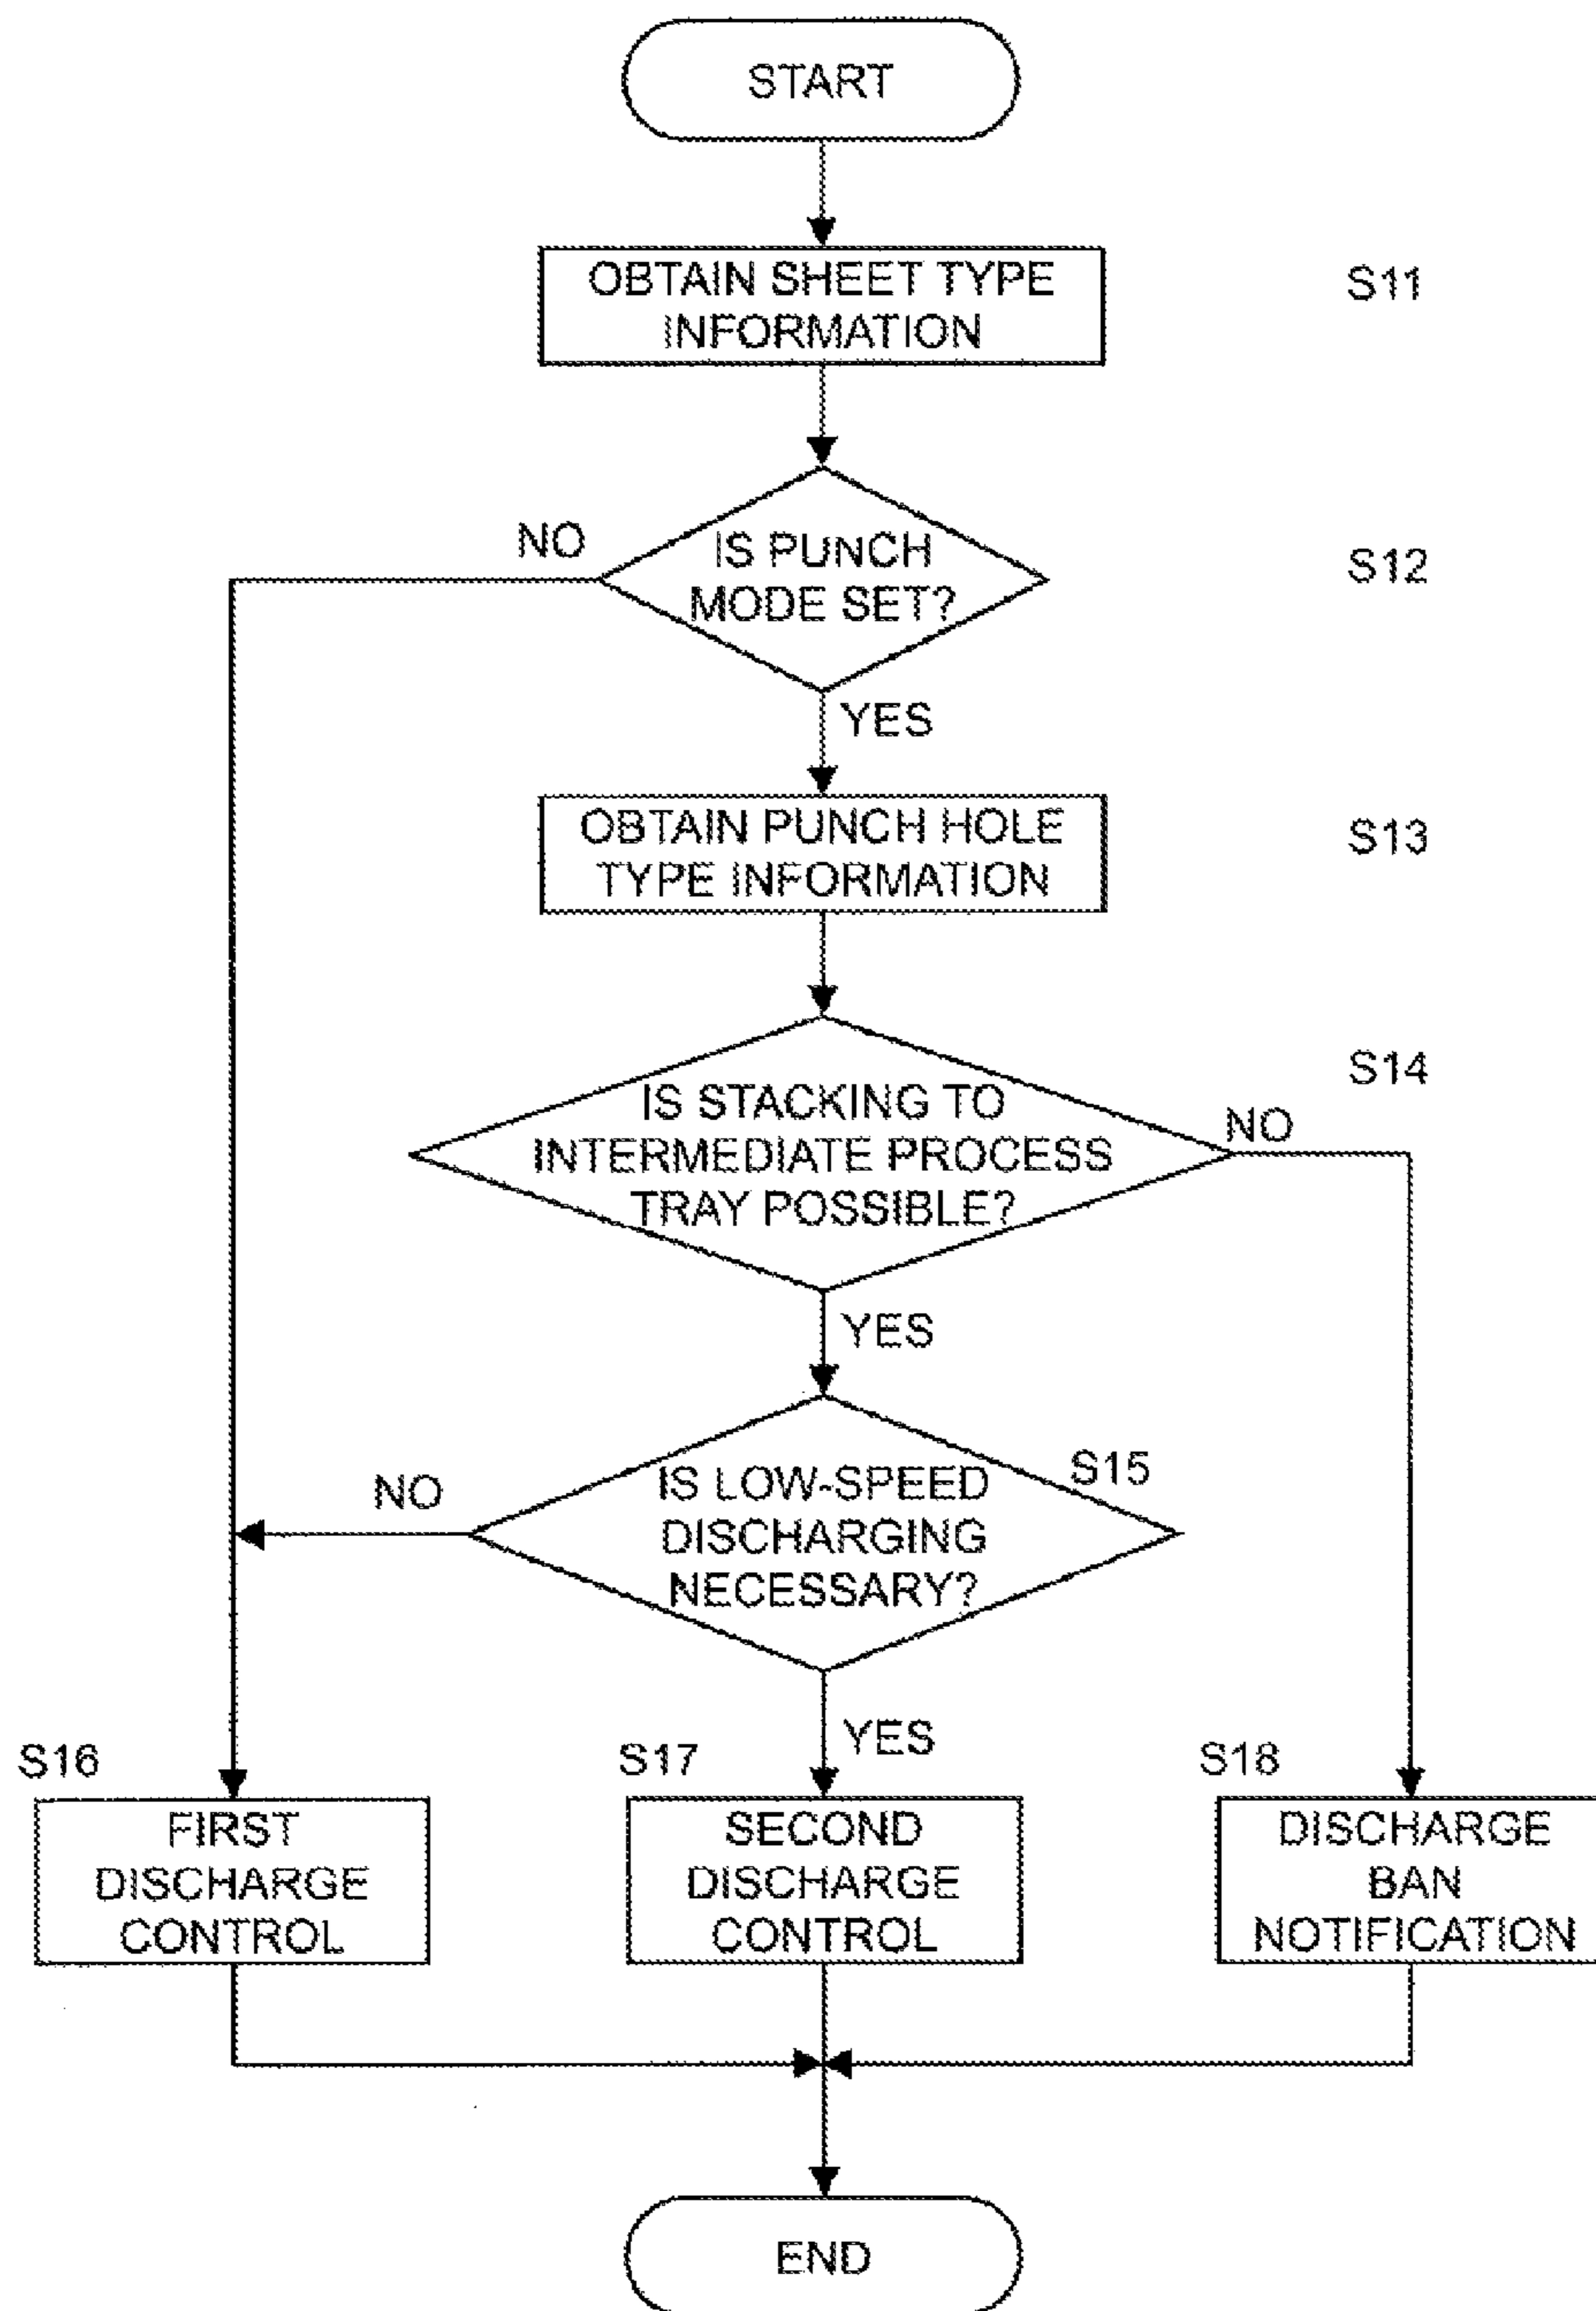 START
OBTAIN SHEET TYPE
INFORMATION
S11
NO
IS PUNCH
MODE SET?
S12
YES
OBTAIN PUNCH HOLE
TYPE INFORMATION
S13
S14
IS STACKING TO
INTERMEDIATE PROCESS
TRAY POSSIBLE?
NO
YES
NO
IS LOW-SPEED
DISCHARGING
NECESSARY?
S15
YES
S16
FIRST
DISCHARGE
CONTROL
S17
SECOND
DISCHARGE
CONTROL
S18
DISCHARGE
BAN
NOTIFICATION
END